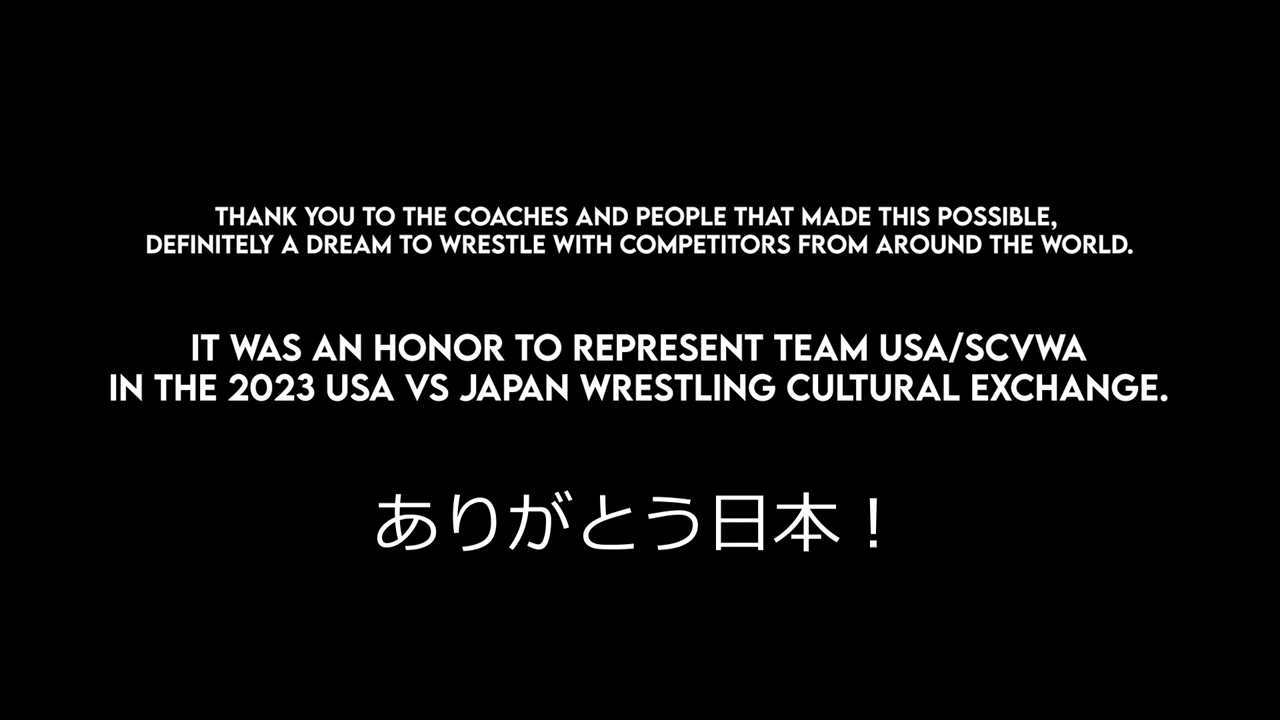 THANK YOU TO THE COACHES AND PEOPLE THAT MADE THIS POSSIBLE,
DEFINITELY A DREAM TO WRESTLE WITH COMPETITORS FROM AROUND THE WORLD.
IT WAS AN HONOR TO REPRESENT TEAM USA/SCVWA
IN THE 2023 USA VS JAPAN WRESTLING CULTURAL EXCHANGE.
ありがとう日本！